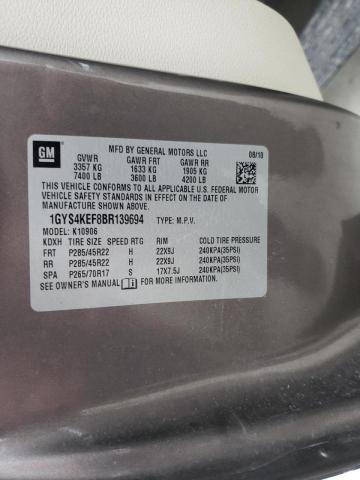 GM
MFD BY GENERAL MOTORS LLC
GVWR GAWR FRT GAWR RR 08/10
3357 KG 1633 KG 1905 KG
7400 LB 3600 LB 4200 LB
THIS VEHICLE CONFORMS TO ALL APPLICABLE U.S. FEDERAL MOTOR
VEHICLE SAFETY AND THEFT PREVENTION STANDARDS IN EFFECT ON
THE DATE OF MANUFACTURE SHOWN ABOVE.
1GYS4KEF8BR139694 TYPE: M.P.V.
MODEL: K10906
KDXH TIRE SIZE SPEED RTG RIM COLD TIRE PRESSURE
FRT P285/45R22 H 22X9J 240KPA(35PSI)
RR P285/45R22 H 22X9J 240KPA(35PSI)
SPA P265/70R17 S 17X7.5J 240KPA(35PSI)
SEE OWNER'S MANUAL FOR MORE INFORMATION.